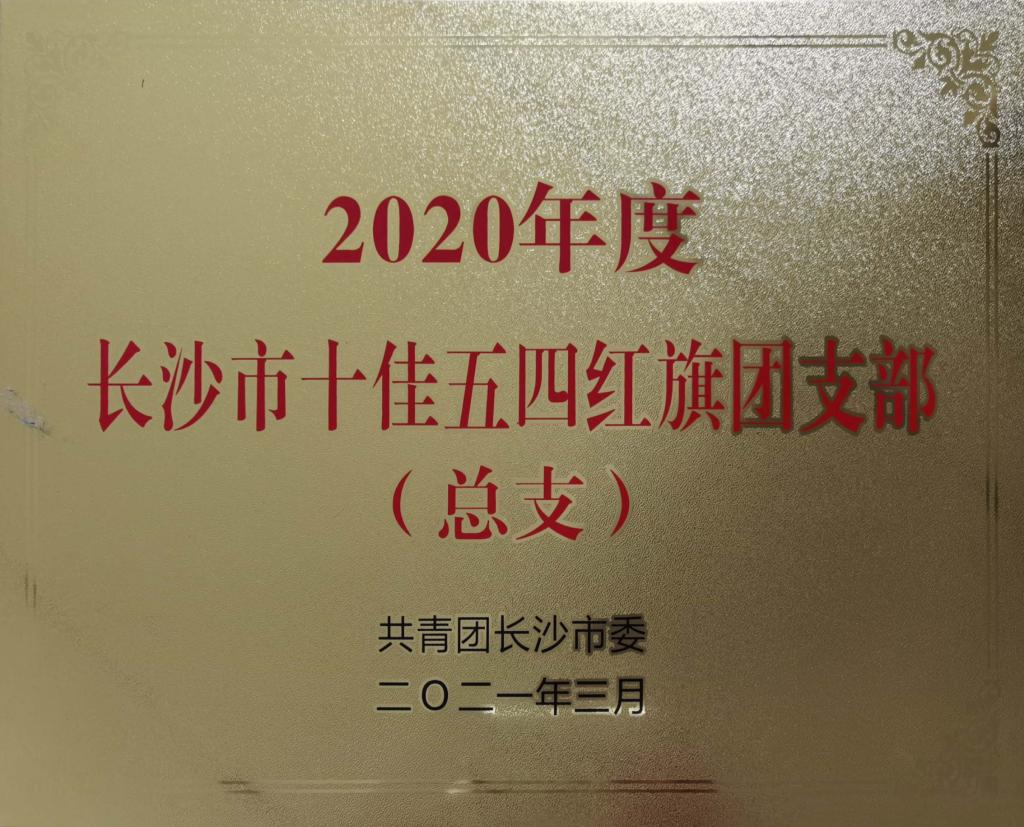 2020年度
长沙市十佳五四红旗团支部
（总支）
共青团长沙市委
二〇二一年三月